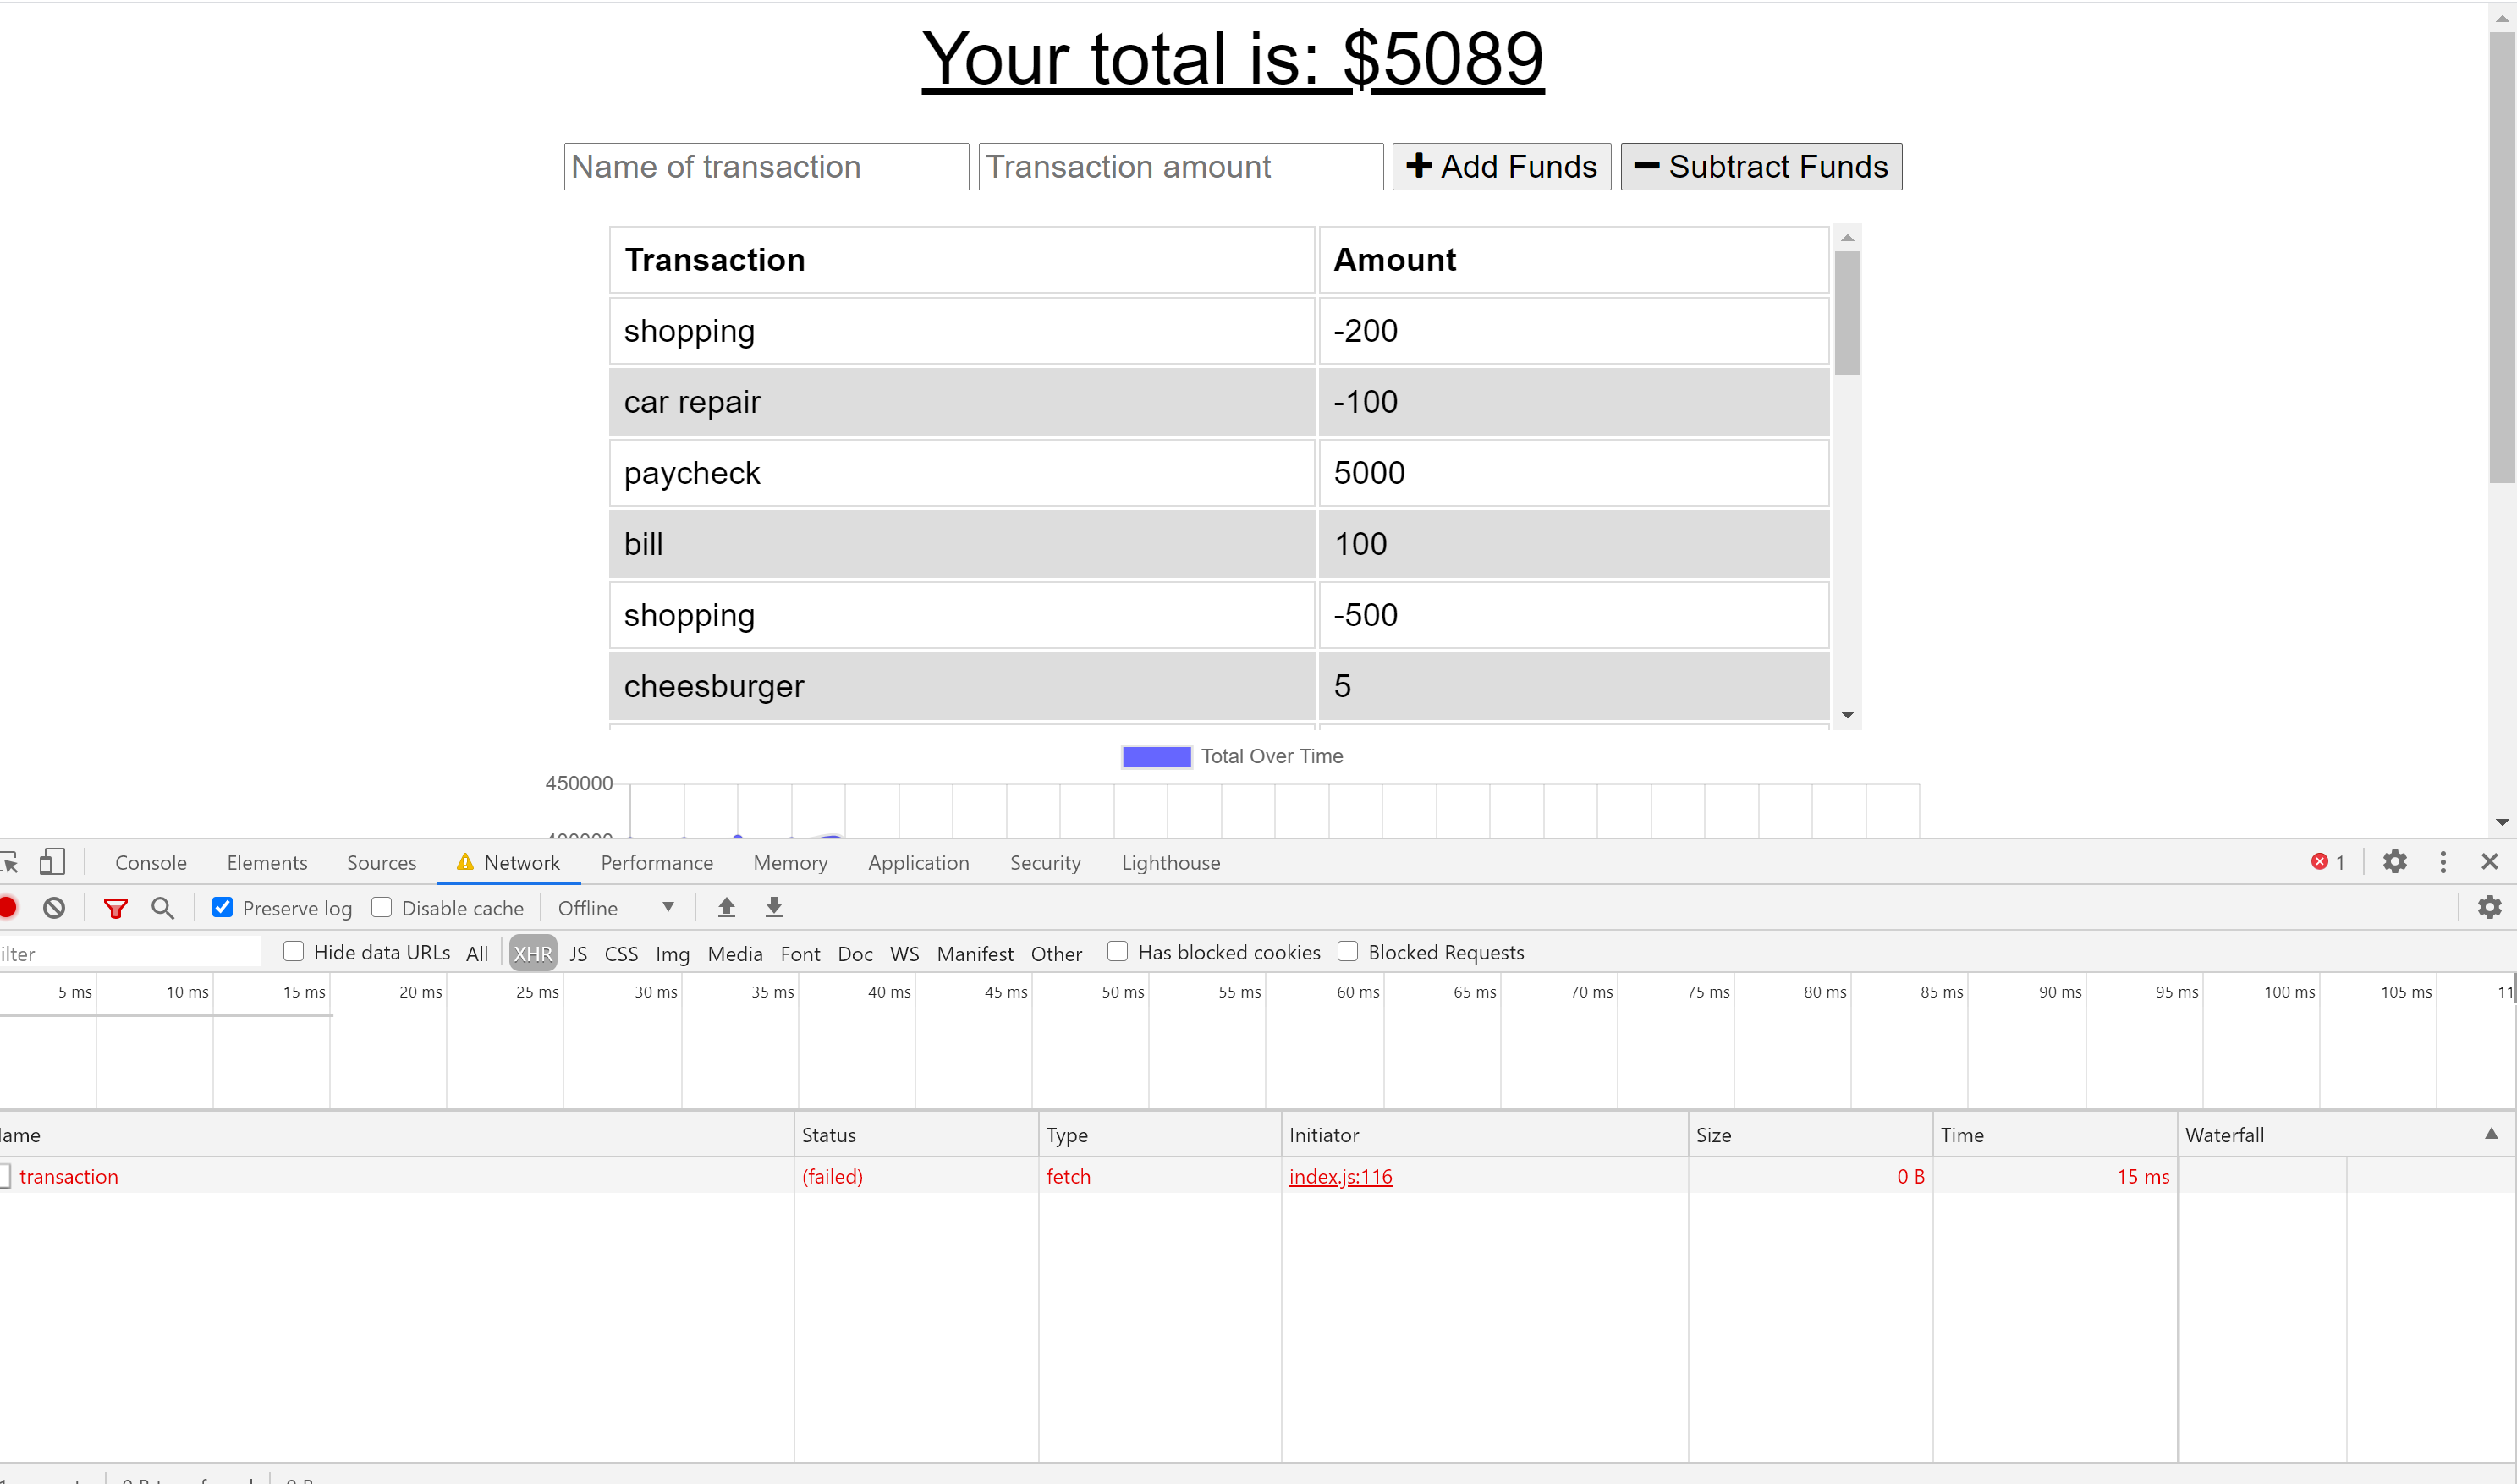 Your total is: $5089
Name of transaction Transaction amount Add Funds Subtract Funds
Transaction Amount
shopping -200
car repair -100
paycheck 5000
bill 100
shopping -500
cheesburger 5
Total Over Time
450000
Console Elements Sources Network Performance Memory Application Security Lighthouse 1
Preserve log Disable cache Offline
ilter Hide data URLs All XHR JS CSS Img Media Font Doc WS Manifest Other Has blocked cookies Blocked Requests
5 ms 10 ms 15 ms 20 ms 25 ms 30 ms 35 ms 40 ms 45 ms 50 ms 55 ms 60 ms 65 ms 70 ms 75 ms 80 ms 85 ms 90 ms 95 ms 100 ms 105 ms 11
ame Status Type Initiator Size Time Waterfall
transaction (failed) fetch index.js:116 0 B 15 ms